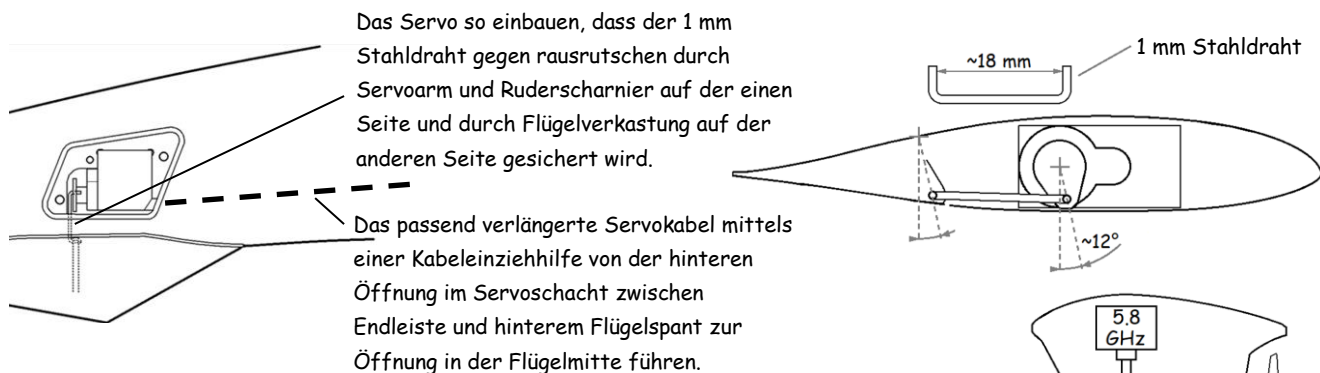 Das Servo so einbauen, dass der 1 mm
Stahldraht gegen rausrutschen durch
Servoarm und Ruderscharnier auf der einen
Seite und durch Flügelverkastung auf der
anderen Seite gesichert wird.
Das passend verlängerte Servokabel mittels
einer Kabeleinziehhilfe von der hinteren
Öffnung im Servoschacht zwischen
Endleiste und hinterem Flügelspant zur
Öffnung in der Flügelmitte führen.
1 mm Stahldraht
~18 mm
~12°
5.8
GHz